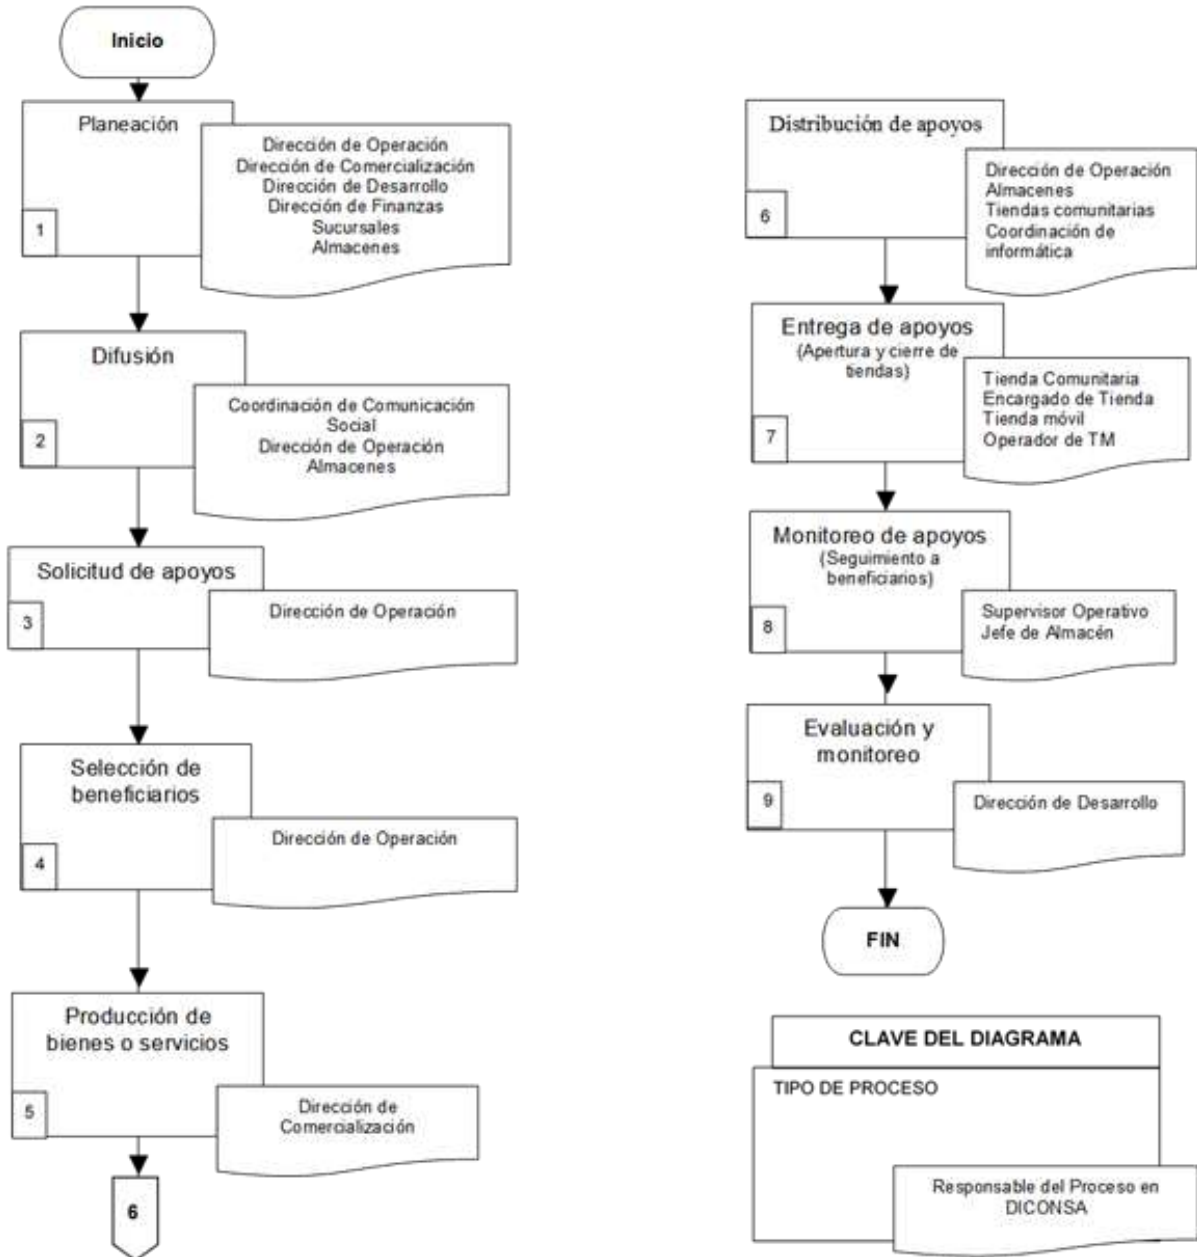 Inicio
Planeación
1
Dirección de Operación
Dirección de Comercialización
Dirección de Desarrollo
Dirección de Finanzas
Sucursales
Almacenes
Difusión
2
Coordinación de Comunicación
Social
Dirección de Operación
Almacenes
Solicitud de apoyos
3
Dirección de Operación
Selección de
beneficiarios
4
Dirección de Operación
Producción de
bienes o servicios
5
Dirección de
Comercialización
6
Distribución de apoyos
6
Dirección de Operación
Almacenes
Tiendas comunitarias
Coordinación de
informática
Entrega de apoyos
(Apertura y cierre de
tiendas)
7
Tienda Comunitaria
Encargado de Tienda
Tienda móvil
Operador de TM
Monitoreo de apoyos
(Seguimiento a
beneficiarios)
8
Supervisor Operativo
Jefe de Almacén
Evaluación y
monitoreo
9
Dirección de Desarrollo
FIN
CLAVE DEL DIAGRAMA
TIPO DE PROCESO
Responsable del Proceso en
DICONSA